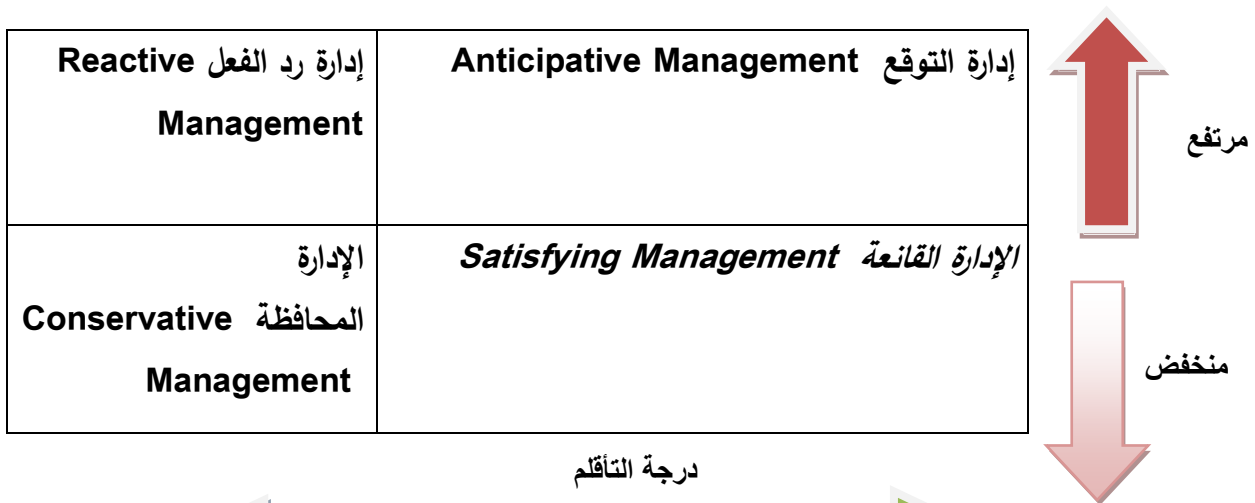 إدارة التوقع Anticipative Management
إدارة رد الفعل Reactive
Management
مرتفع
الإدارة القانعة Satisfying Management
الإدارة
المحافظة Conservative
Management
منخفض
درجة التأقلم